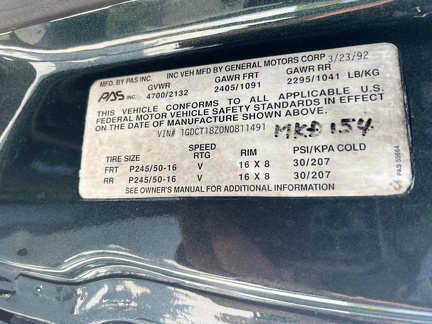 MFD. BY PAS INC. INC VEH MFD BY GENERAL MOTORS CORP 3/23/92
GVWR GAWR FRT GAWR RR
PAS INC. 4700/2132 2405/1091 2295/1041 LB/KG
THIS VEHICLE CONFORMS TO ALL APPLICABLE U.S.
FEDERAL MOTOR VEHICLE SAFETY STANDARDS IN EFFECT
ON THE DATE OF MANUFACTURE SHOWN ABOVE.
VIN# 1GDCT18Z0N0811491
SPEED
TIRE SIZE RTG RIM PSI/KPA COLD
FRT P245/50-16 V 16 X 8 30/207
RR P245/50-16 V 16 X 8 30/207
SEE OWNER'S MANUAL FOR ADDITIONAL INFORMATION